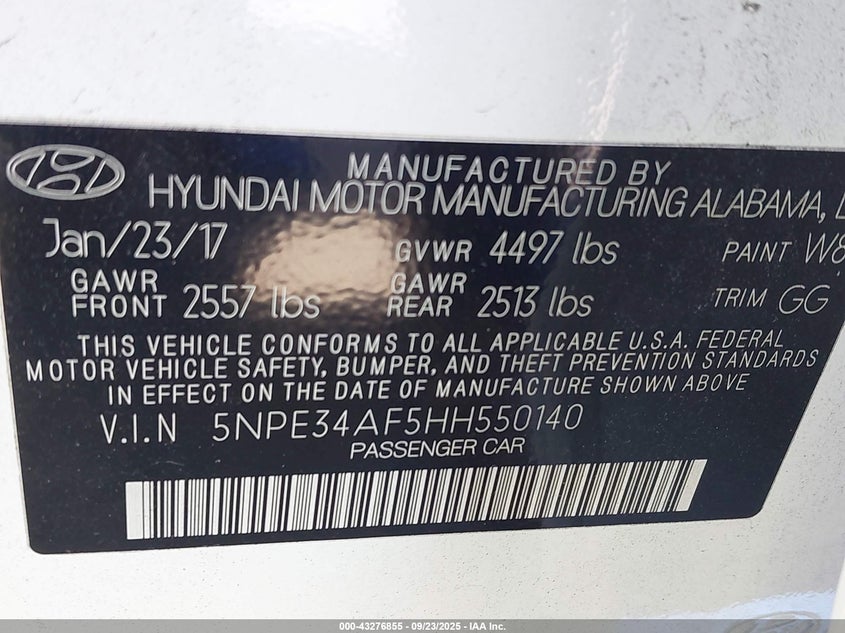 MANUFACTURED BY
HYUNDAI MOTOR MANUFACTURING ALABAMA,
Jan/23/17 GVWR 4497 lbs PAINT W8
GAWR FRONT 2557 lbs GAWR REAR 2513 lbs TRIM GG
THIS VEHICLE CONFORMS TO ALL APPLICABLE U.S.A. FEDERAL
MOTOR VEHICLE SAFETY, BUMPER, AND THEFT PREVENTION STANDARDS
IN EFFECT ON THE DATE OF MANUFACTURE SHOWN ABOVE
V.I.N 5NPE34AF5HH550140
PASSENGER CAR
000-43276855 - 09/23/2025 - IAA Inc.